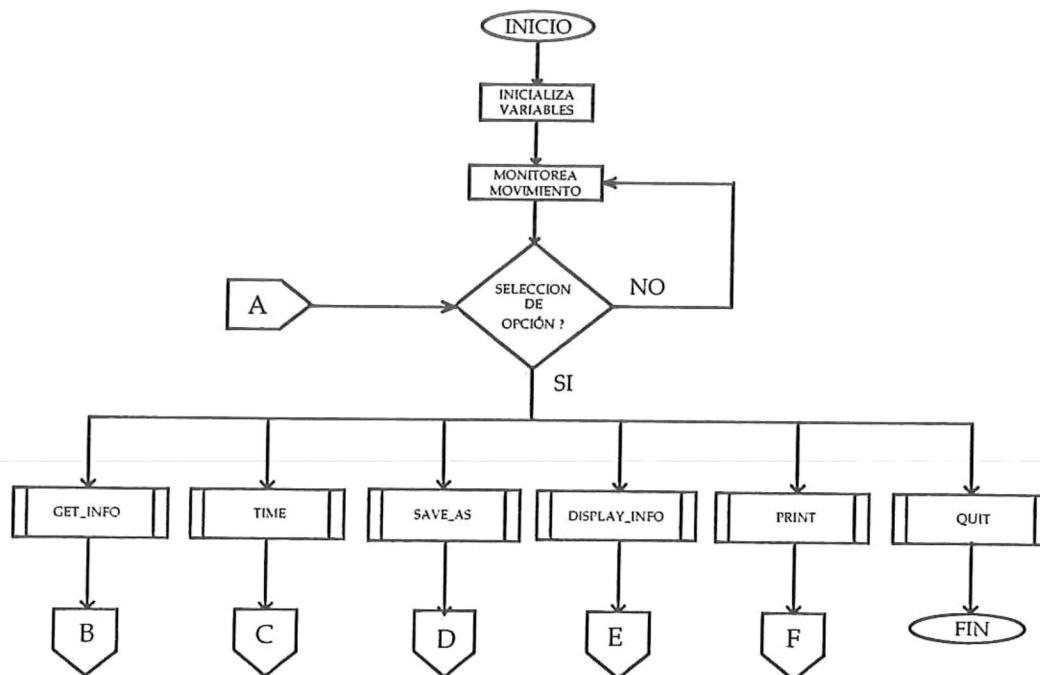 INICIO
INICIALIZA
VARIABLES
MONITOREA
MOVIMIENTO
A
SELECCION
DE
OPCIÓN ?
NO
SI
GET_INFO
TIME
SAVE_AS
DISPLAY_INFO
PRINT
QUIT
B
C
D
E
F
FIN